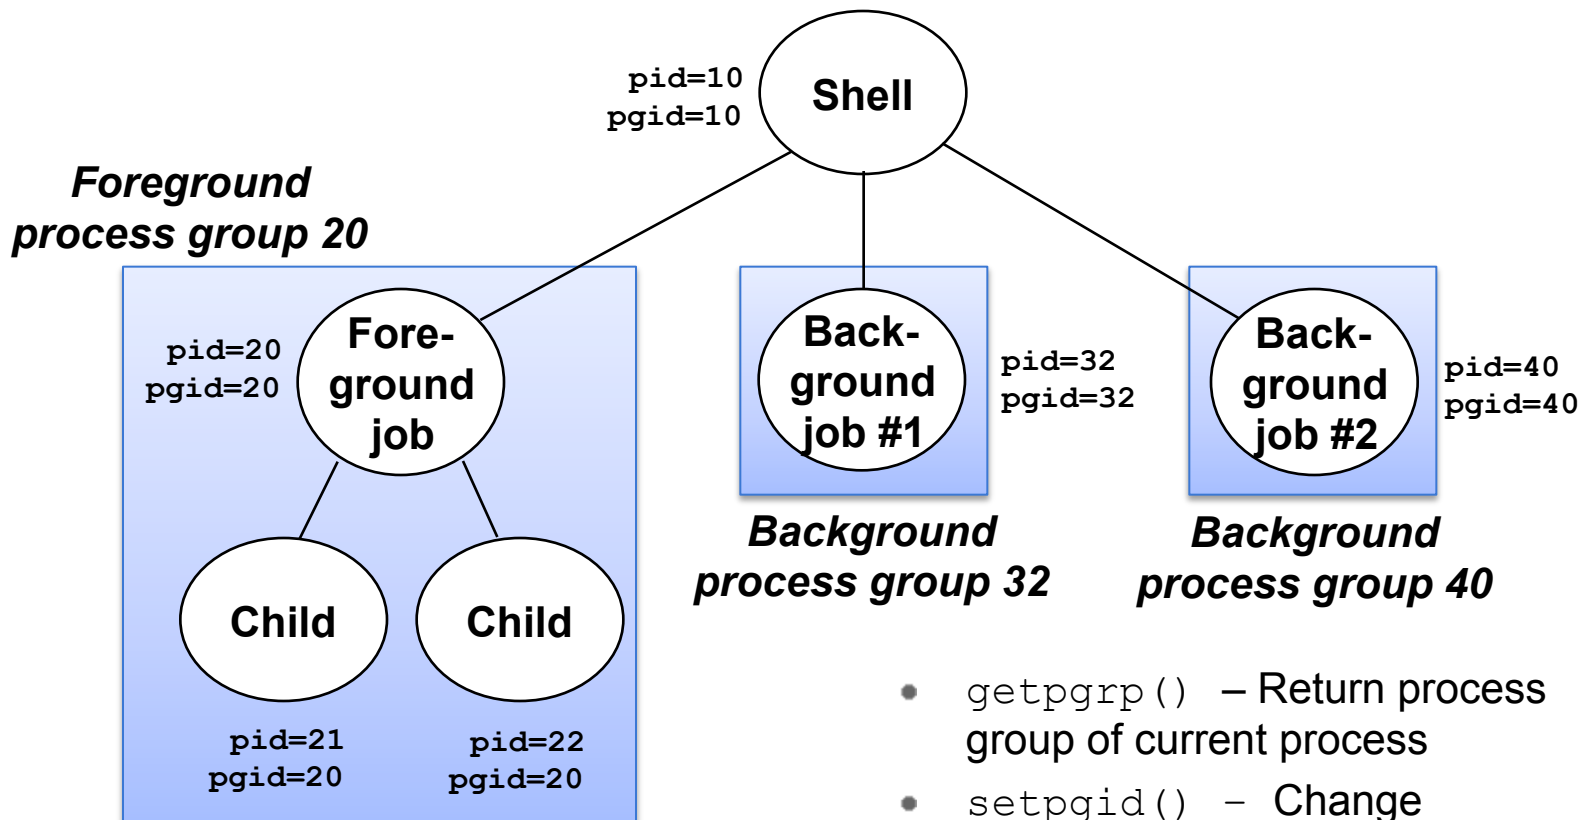 pid=10
pgid=10
Shell
Foreground
process group 20
pid=20
pgid=20
Fore-
ground
job
Back-
ground
job #1
pid=32
pgid=32
Back-
ground
job #2
pid=40
pgid=40
Background
process group 32
Background
process group 40
Child
Child
pid=21
pgid=20
pid=22
pgid=20
• getpgrp() – Return process
group of current process
• setpgid() – Change